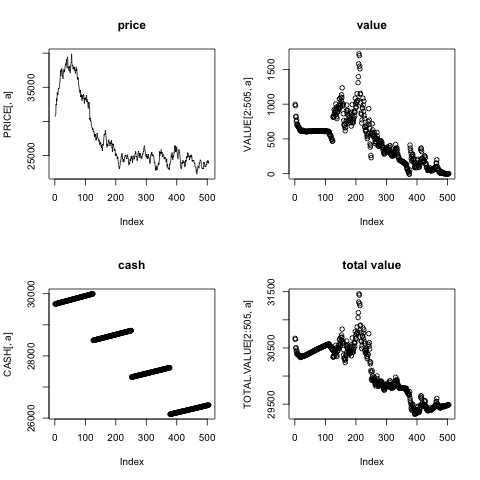 price
PRICE[, a]
35000
25000
0 100 200 300 400 500
Index
value
VALUE[2:505, a]
1500
1000
500
0
0 100 200 300 400 500
Index
cash
CASH[, a]
30000
28000
26000
0 100 200 300 400 500
Index
total value
TOTAL.VALUE[2:505, a]
31500
30500
29500
0 100 200 300 400 500
Index